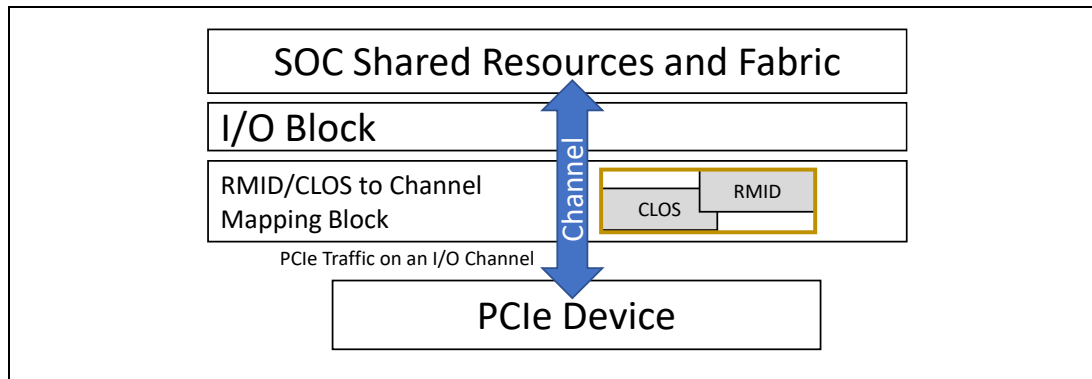 SOC Shared Resources and Fabric
I/O Block
Channel
RMID/CLOS to Channel
Mapping Block
RMID
CLOS
PCIe Traffic on an I/O Channel
PCIe Device